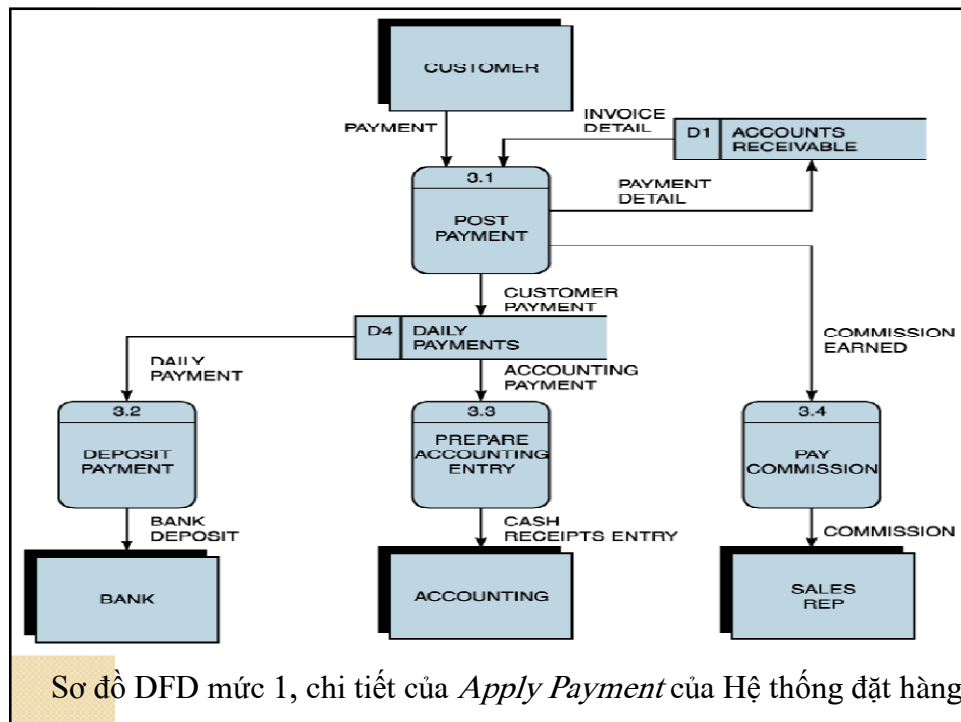 CUSTOMER
PAYMENT
INVOICE
DETAIL
D1
ACCOUNTS
RECEIVABLE
3.1
POST
PAYMENT
PAYMENT
DETAIL
CUSTOMER
PAYMENT
D4
DAILY
PAYMENTS
COMMISSION
EARNED
DAILY
PAYMENT
ACCOUNTING
PAYMENT
3.2
DEPOSIT
PAYMENT
3.3
PREPARE
ACCOUNTING
ENTRY
3.4
PAY
COMMISSION
BANK
DEPOSIT
CASH
RECEIPTS ENTRY
COMMISSION
BANK
ACCOUNTING
SALES
REP
Sơ đồ DFD mức 1, chi tiết của Apply Payment của Hệ thống đặt hàng